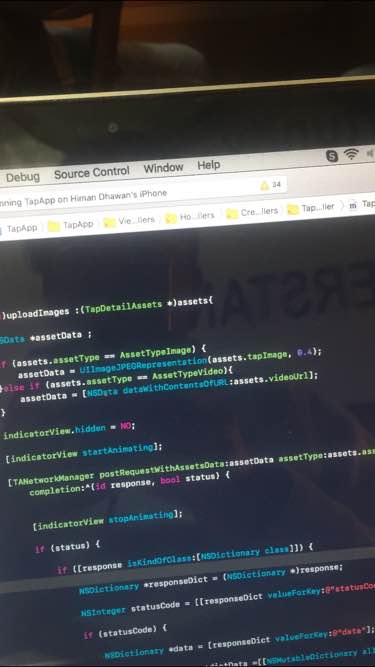 Debug Source Control Window Help
nning TapApp on Himan Dhawan's iPhone 34
TapApp TapApp Vie...llers Ho...llers Cre...llers Tap...ller m Tap
)uploadImages :(TapDetailAssets *)assets{
SData *assetData ;
if (assets.assetType == AssetTypeImage) {
assetData = UIImageJPEGRepresentation(assets.tapImage, 0.4);
}else if (assets.assetType == AssetTypeVideo){
assetData = [NSData dataWithContentsOfURL:assets.videoUrl];
}
indicatorView.hidden = NO;
[indicatorView startAnimating];
[TANetworkManager postRequestWithAssetsData:assetData assetType:assets.ass
completion:^(id response, bool status) {
[indicatorView stopAnimating];
if (status) {
if ([response isKindOfClass:[NSDictionary class]]) {
NSDictionary *responseDict = (NSDictionary *)response;
NSInteger statusCode = [[responseDict valueForKey:@"statusCo
if (statusCode) {
NSDictionary *data = [responseDict valueForKey:@"data"];
=[[NSMutableDictionary all